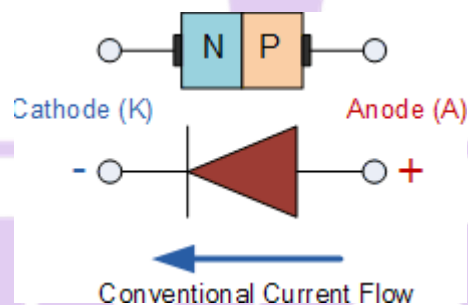 N P
Cathode (K) Anode (A)
- +
Conventional Current Flow